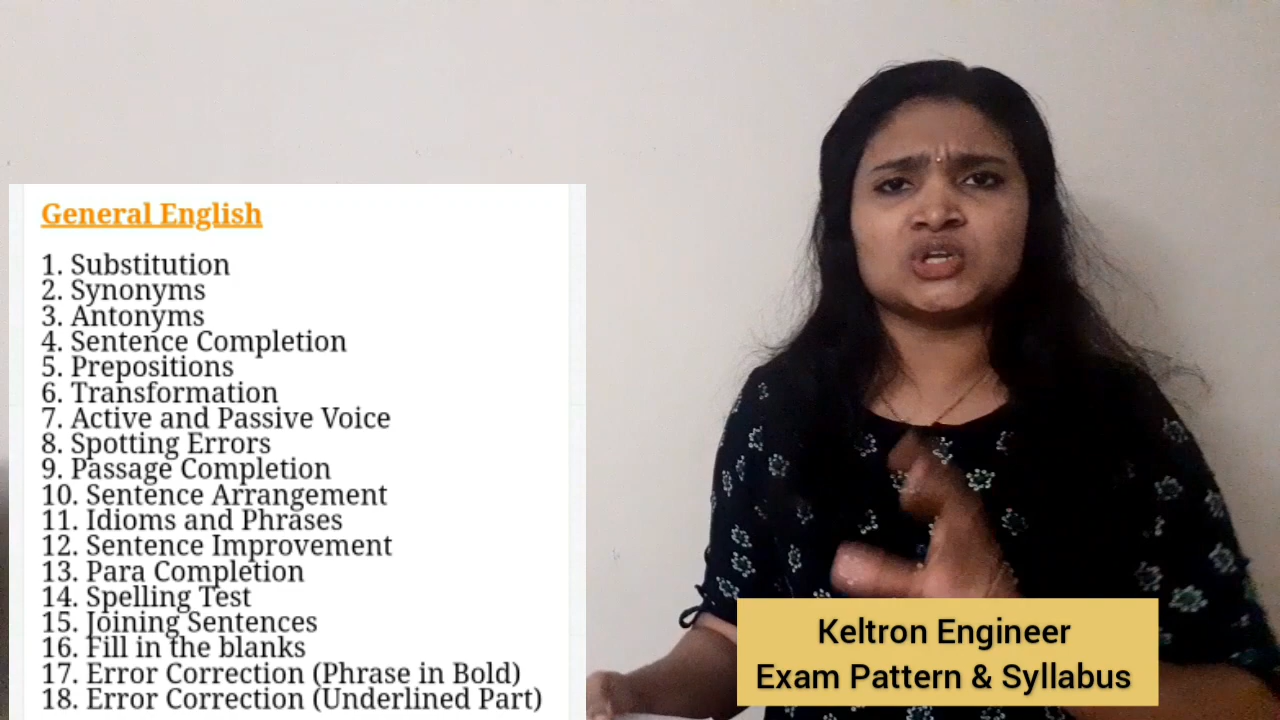 General English
1. Substitution
2. Synonyms
3. Antonyms
4. Sentence Completion
5. Prepositions
6. Transformation
7. Active and Passive Voice
8. Spotting Errors
9. Passage Completion
10. Sentence Arrangement
11. Idioms and Phrases
12. Sentence Improvement
13. Para Completion
14. Spelling Test
15. Joining Sentences
16. Fill in the blanks
17. Error Correction (Phrase in Bold)
18. Error Correction (Underlined Part)
Keltron Engineer
Exam Pattern & Syllabus